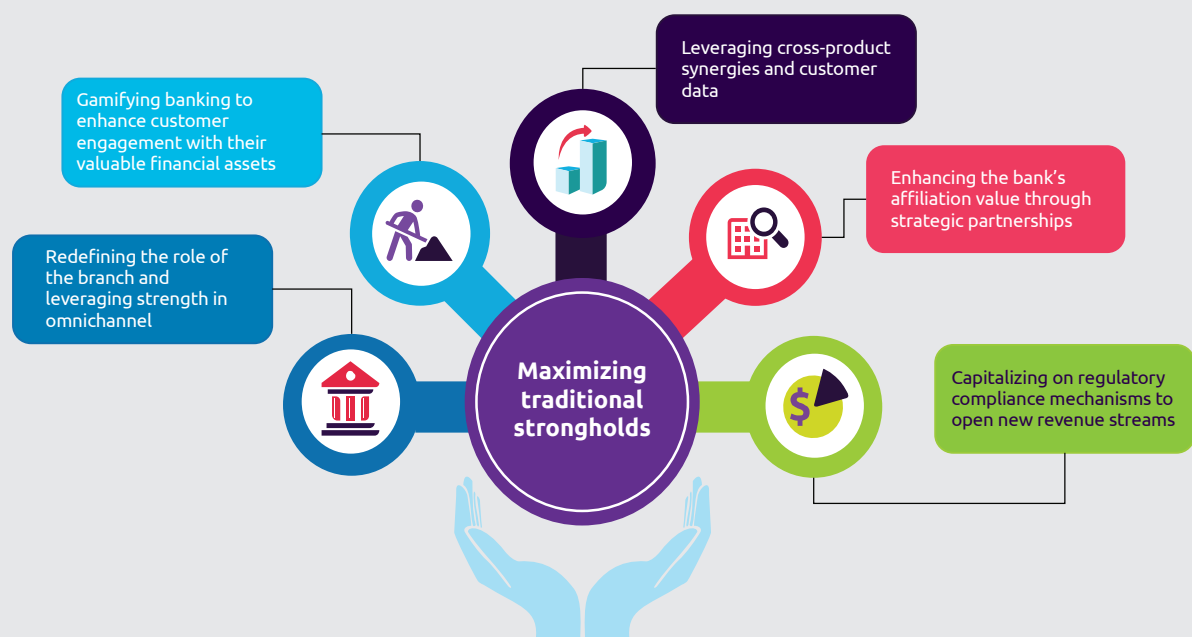 Leveraging cross-product
synergies and customer
data
Gamifying banking to
enhance customer
engagement with their
valuable financial assets
Enhancing the bank’s
affiliation value through
strategic partnerships
Redefining the role of
the branch and
leveraging strength in
omnichannel
Maximizing
traditional
strongholds
Capitalizing on regulatory
compliance mechanisms to
open new revenue streams
$